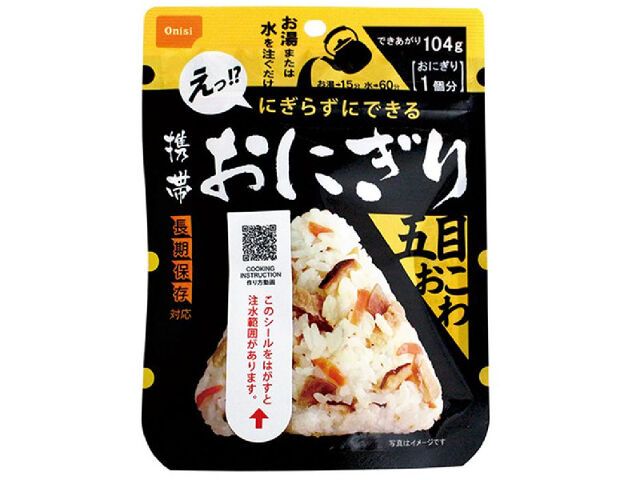 Onisi
お湯または
水を注ぐだけ
できあがり104g
[おにぎり]
1個分
お湯→15分 水→60分
えっ!?
にぎらずにできる
携帯
おにぎり
長期保存
対応
五目
おこわ
COOKING
INSTRUCTION
作り方動画
このシールをはがすと
注水範囲があります。
写真はイメージです